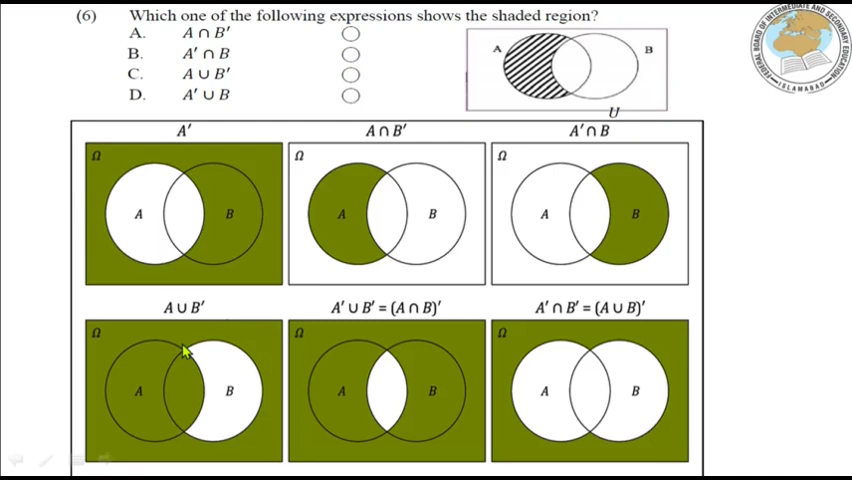 (6) Which one of the following expressions shows the shaded region?
A. A ∩ B′
B. A′ ∩ B
C. A ∪ B′
D. A′ ∪ B
A B
U
FEDERAL BOARD OF INTERMEDIATE AND SECONDARY EDUCATION
ISLAMABAD
A′ A ∩ B′ A′ ∩ B
Ω Ω Ω
A B A B A B
A ∪ B′ A′ ∪ B′ = (A ∩ B)′ A′ ∩ B′ = (A ∪ B)′
Ω Ω Ω
A B A B A B